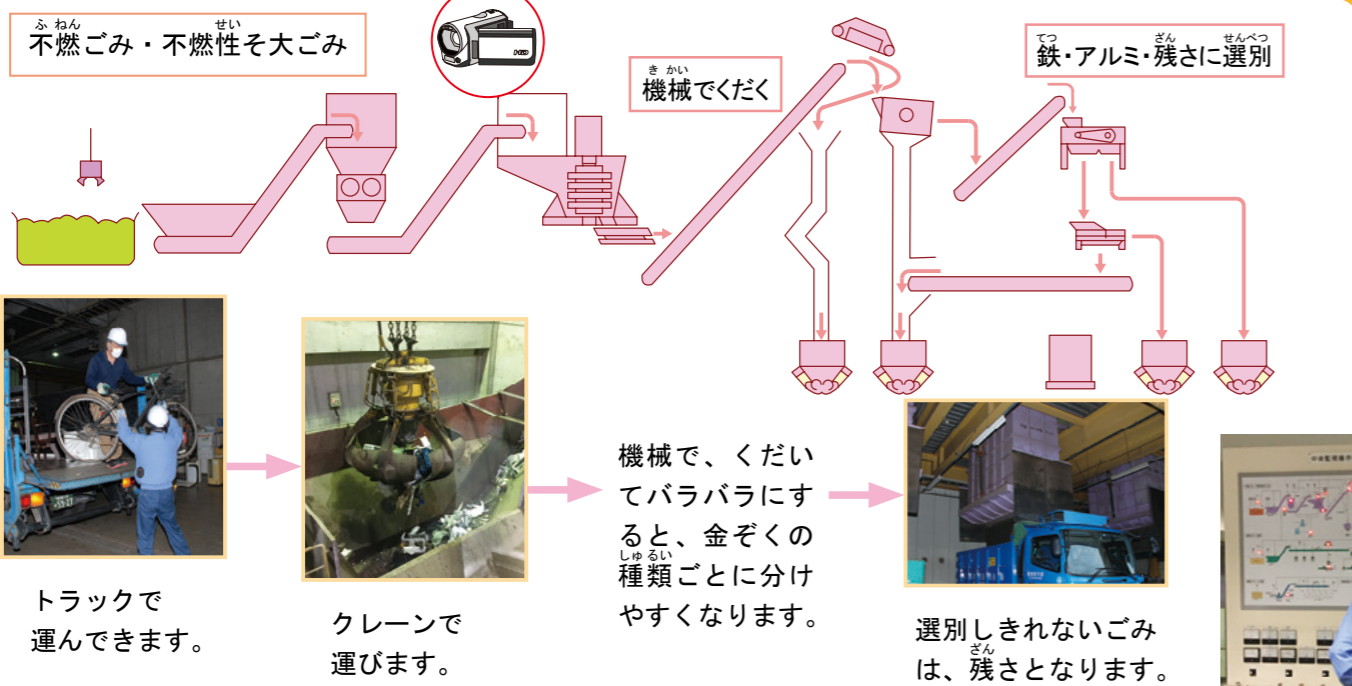 不燃ごみ・不燃性そ大ごみ
機械でくだく
鉄・アルミ・残さに選別
トラックで
運んできます。
クレーンで
運びます。
機械で、くだい
てバラバラにす
ると、金ぞくの
種類ごとに分け
やすくなります。
選別しきれないごみ
は、残さとなります。